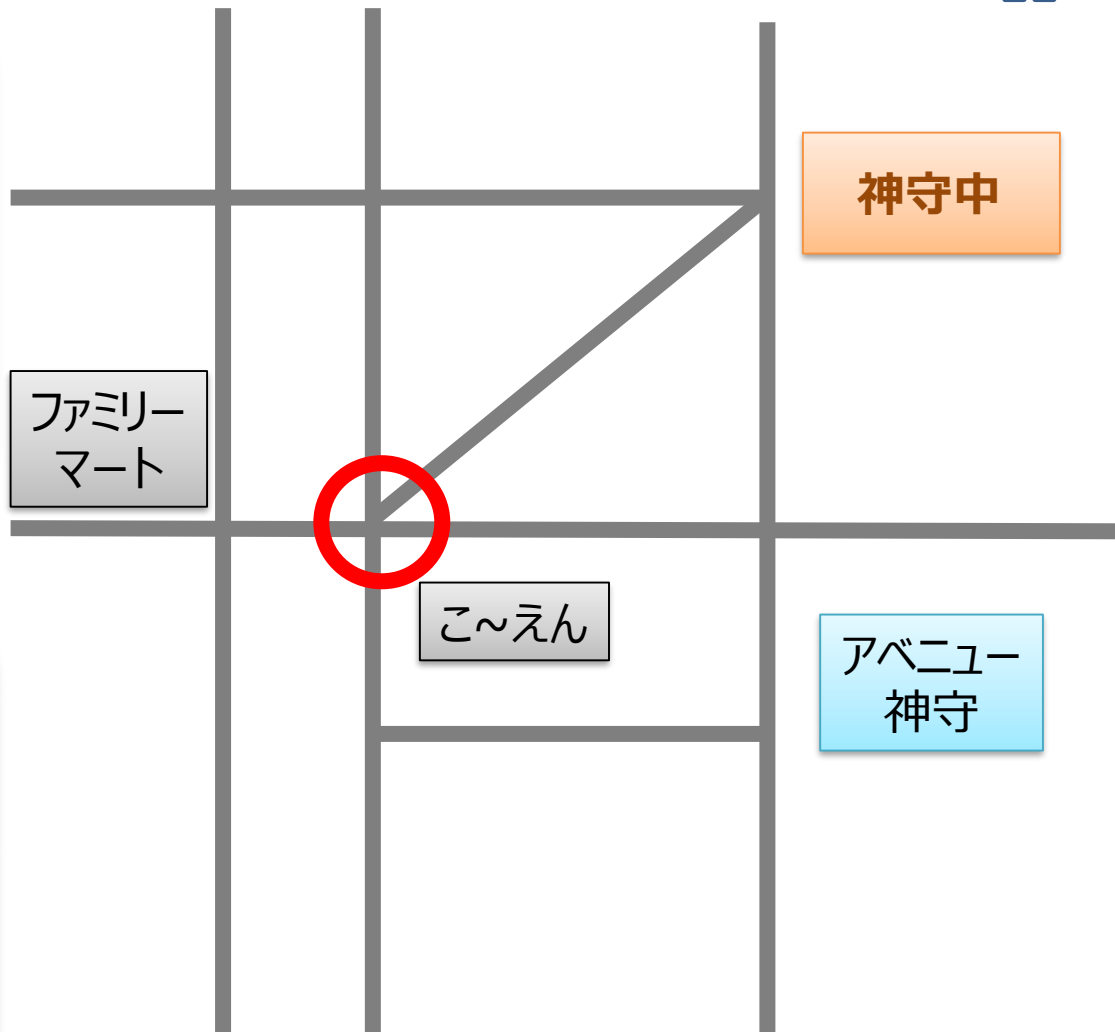 神守中
ファミリー
マート
こ～えん
アベニュー
神守